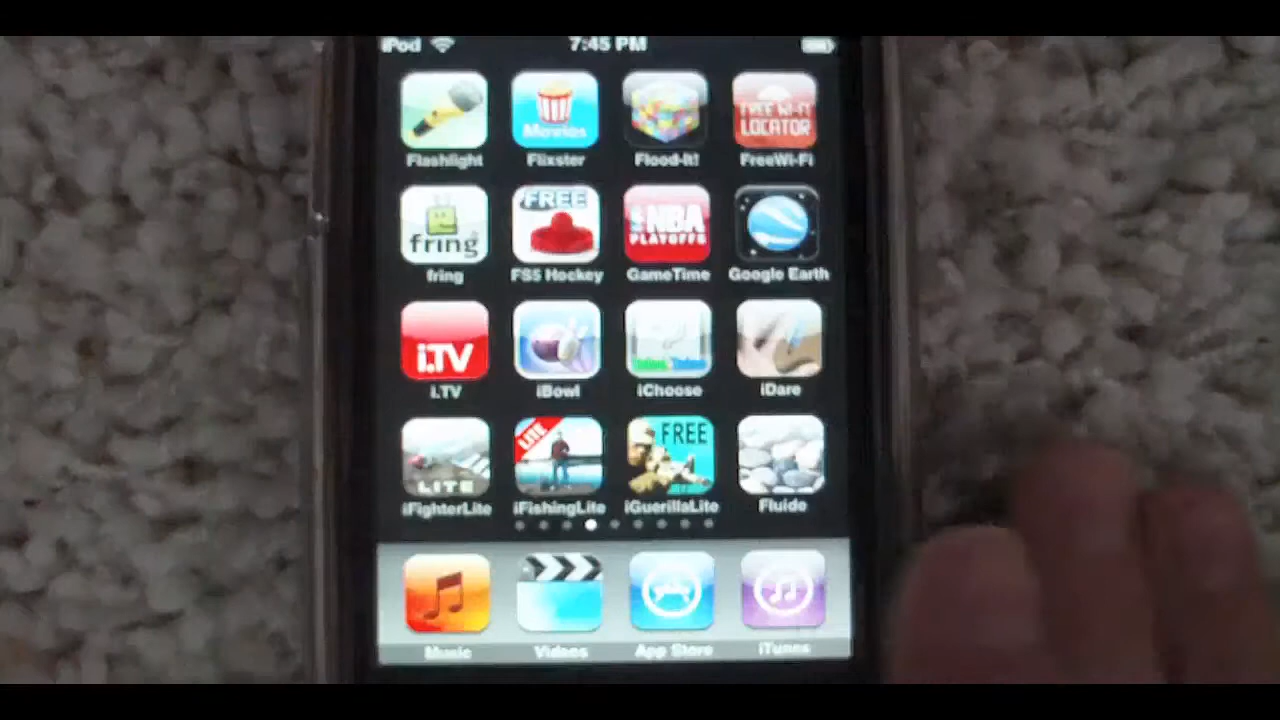 iPod 7:45 PM
Movies
FREE WI-FI
LOCATOR
Flashlight Flixster Flood-It! FreeWi-Fi
fring FREE NBA
PLAYOFFS
fring FS5 Hockey GameTime Google Earth
i.TV
i.TV iBowl iChoose iDare
LITE LITE FREE
iFighterLite iFishingLite iGuerillaLite Fluide
Music Videos App Store iTunes